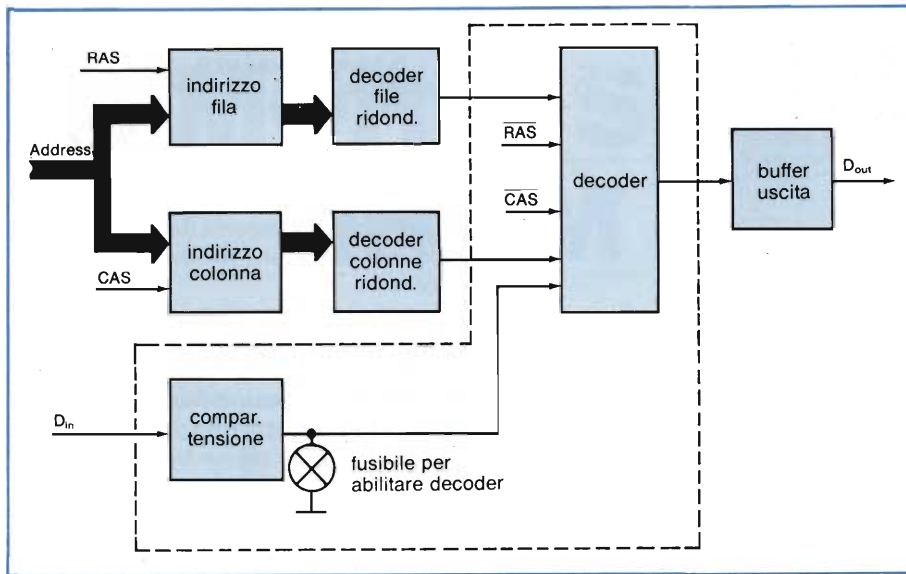 RAS
indirizzo
fila
decoder
file
ridond.
Address
RAS
CAS
decoder
buffer
uscita
Dout
indirizzo
colonna
decoder
colonne
ridond.
CAS
Din
compar.
tensione
fusibile per
abilitare decoder